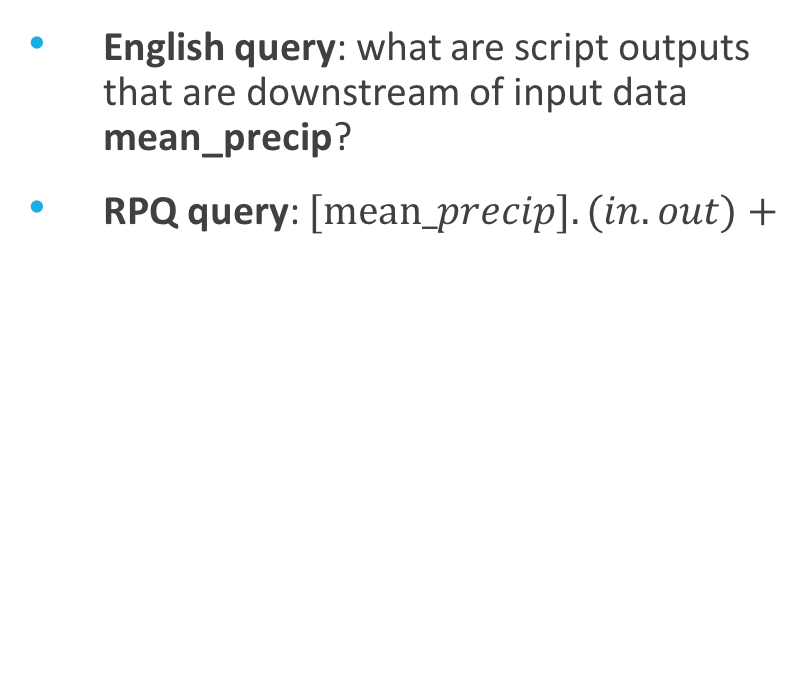 • English query: what are script outputs
that are downstream of input data
mean_precip?
• RPQ query: [mean_precip]. (in. out) +